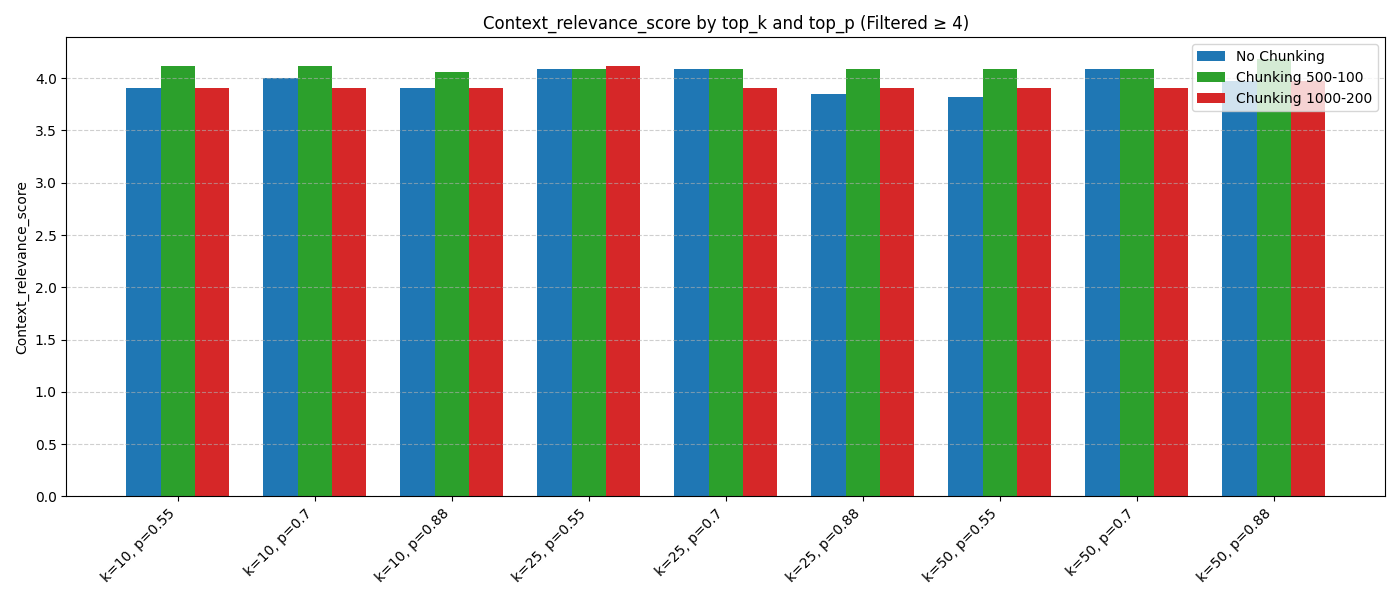 Context_relevance_score by top_k and top_p (Filtered ≥ 4)
No Chunking
Chunking 500-100
Chunking 1000-200
Context_relevance_score
4.0
3.5
3.0
2.5
2.0
1.5
1.0
0.5
0.0
k=10, p=0.55
k=10, p=0.7
k=10, p=0.88
k=25, p=0.55
k=25, p=0.7
k=25, p=0.88
k=50, p=0.55
k=50, p=0.7
k=50, p=0.88